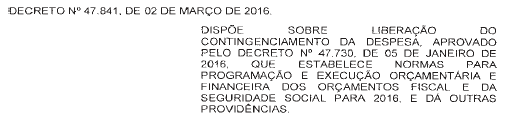 DECRETO Nº 47.841, DE 02 DE MARÇO DE 2016.
DISPÕE SOBRE LIBERAÇÃO DO
CONTINGENCIAMENTO DA DESPESA, APROVADO
PELO DECRETO Nº 47.730, DE 05 DE JANEIRO DE
2016, QUE ESTABELECE NORMAS PARA
PROGRAMAÇÃO E EXECUÇÃO ORÇAMENTÁRIA E
FINANCEIRA DOS ORÇAMENTOS FISCAL E DA
SEGURIDADE SOCIAL PARA 2016, E DÁ OUTRAS
PROVIDÊNCIAS.